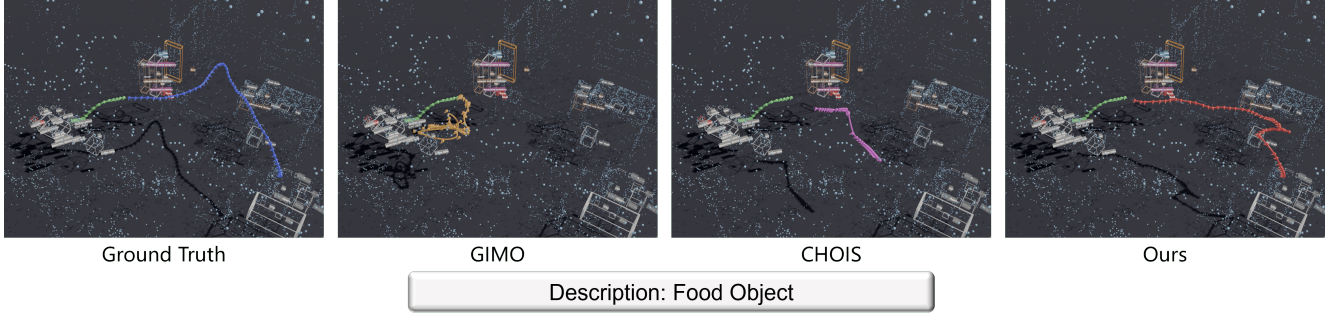 Ground Truth
GIMO
CHOIS
Ours
Description: Food Object